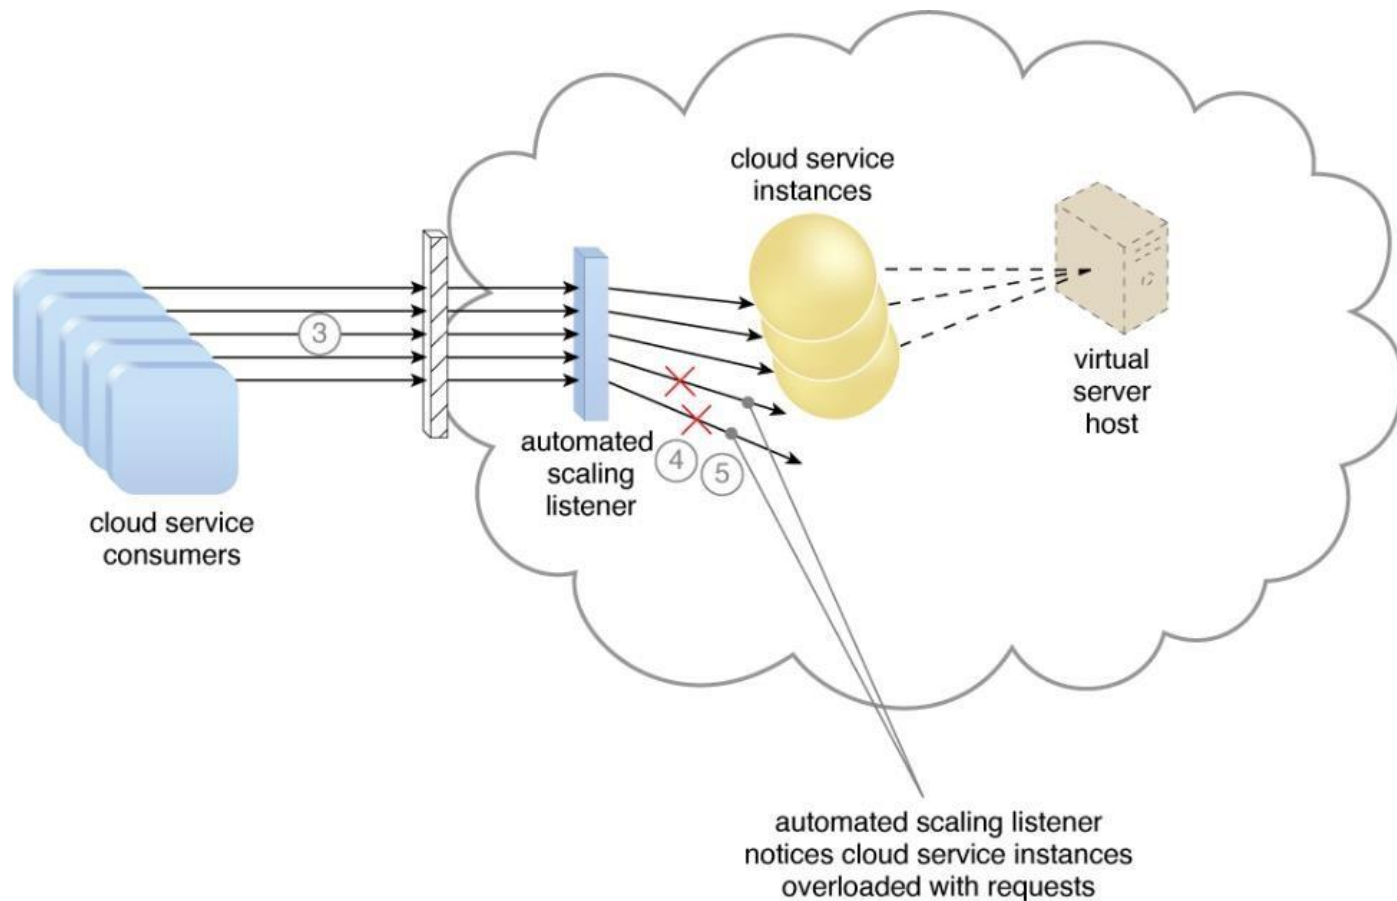 cloud service
instances
3
automated
scaling
listener
4
5
virtual
server
host
cloud service
consumers
automated scaling listener
notices cloud service instances
overloaded with requests